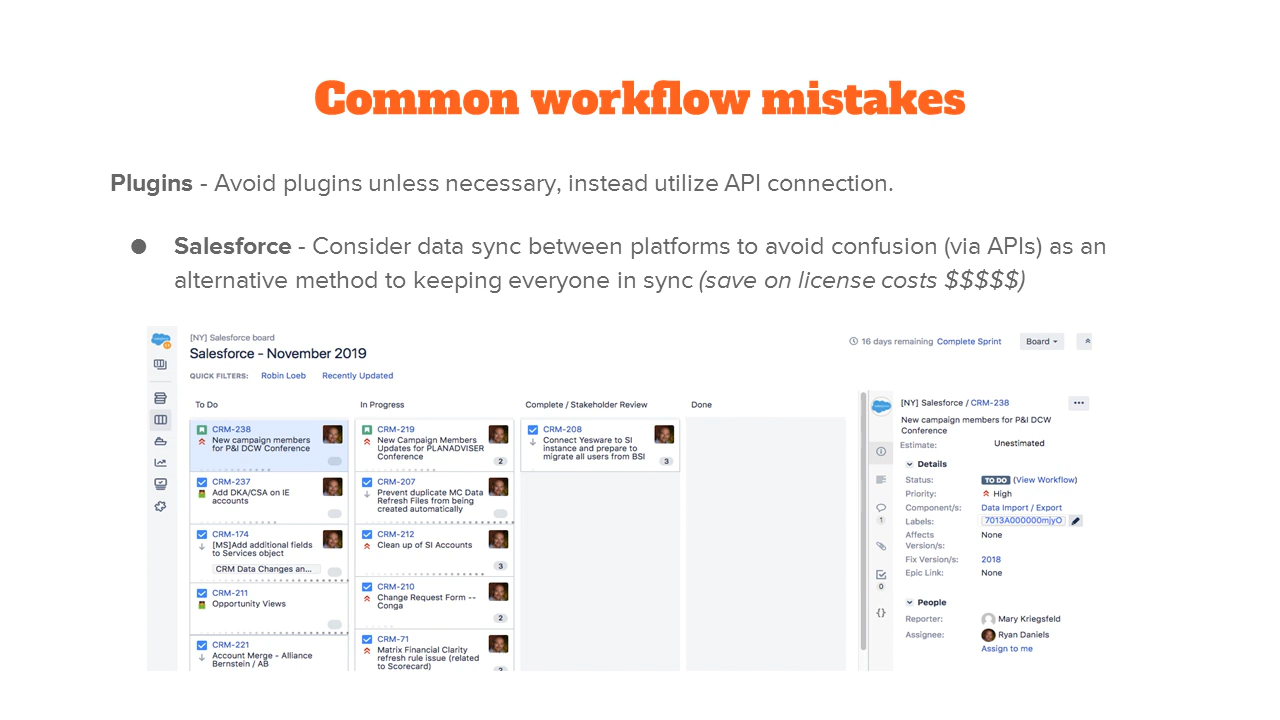 Common workflow mistakes
Plugins - Avoid plugins unless necessary, instead utilize API connection.
● Salesforce - Consider data sync between platforms to avoid confusion (via APIs) as an
alternative method to keeping everyone in sync (save on license costs $$$$$)
[NY] Salesforce board
Salesforce - November 2019
16 days remaining Complete Sprint Board
QUICK FILTERS: Robin Loeb Recently Updated
To Do
CRM-238
New campaign members
for P&I DCW Conference
CRM-237
Add DKA/CSA on IE
accounts
CRM-174
[MS]Add additional fields
to Services object
CRM Data Changes an...
CRM-211
Opportunity Views
CRM-221
Account Merge - Alliance
Bernstein / AB
In Progress
CRM-219
New Campaign Members
Updates for PLANADVISER
Conference
2
CRM-207
Prevent duplicate MC Data
Refresh Files from being
created automatically
CRM-212
Clean up of SI Accounts
3
CRM-210
Change Request Form --
Conga
2
CRM-71
Matrix Financial Clarity
refresh rule issue (related
to Scorecard)
Complete / Stakeholder Review
CRM-208
Connect Yesware to SI
instance and prepare to
migrate all users from BSI
3
Done
[NY] Salesforce / CRM-238
•••
New campaign members for P&I DCW
Conference
Estimate: Unestimated
Details
Status: TO DO (View Workflow)
Priority: High
Component/s: Data Import / Export
Labels: 7013A000000mjyO
Affects
Version/s:
None
Fix Version/s: 2018
Epic Link: None
People
Reporter: Mary Kriegsfeld
Assignee: Ryan Daniels
Assign to me
1
0
{}